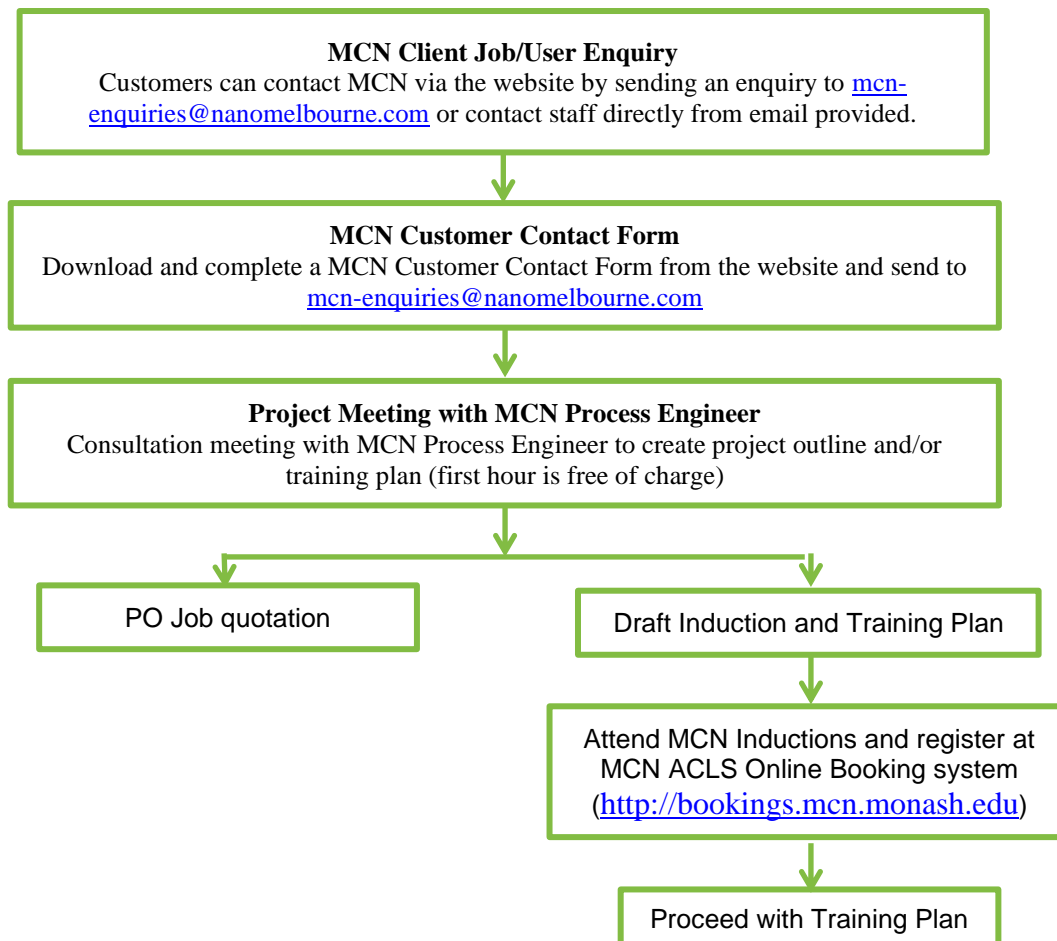 MCN Client Job/User Enquiry
Customers can contact MCN via the website by sending an enquiry to mcn-
enquiries@nanomelbourne.com or contact staff directly from email provided.
MCN Customer Contact Form
Download and complete a MCN Customer Contact Form from the website and send to
mcn-enquiries@nanomelbourne.com
Project Meeting with MCN Process Engineer
Consultation meeting with MCN Process Engineer to create project outline and/or
training plan (first hour is free of charge)
PO Job quotation
Draft Induction and Training Plan
Attend MCN Inductions and register at
MCN ACLS Online Booking system
(http://bookings.mcn.monash.edu)
Proceed with Training Plan